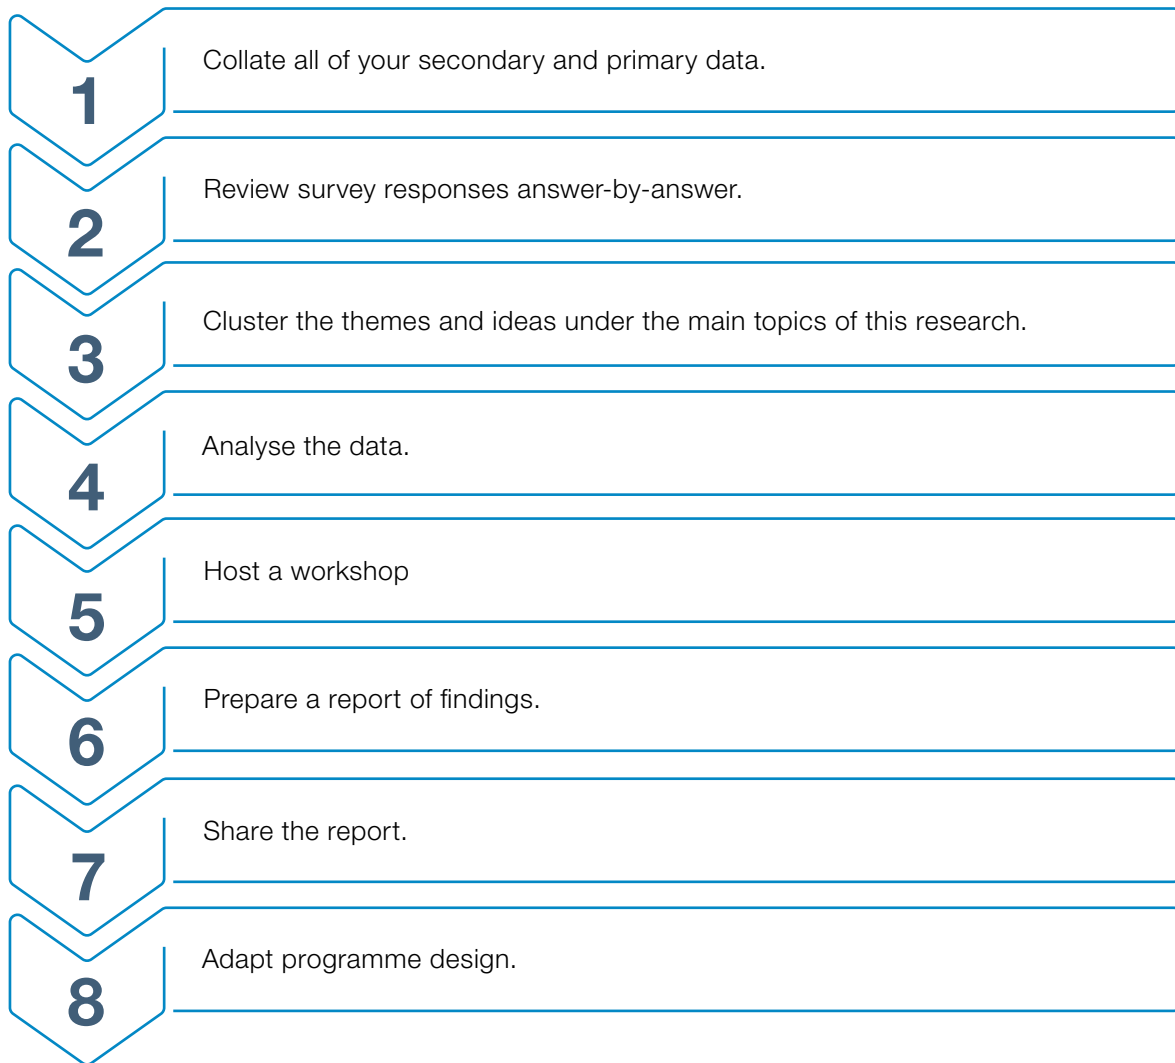 1
Collate all of your secondary and primary data.
2
Review survey responses answer-by-answer.
3
Cluster the themes and ideas under the main topics of this research.
4
Analyse the data.
5
Host a workshop
6
Prepare a report of findings.
7
Share the report.
8
Adapt programme design.